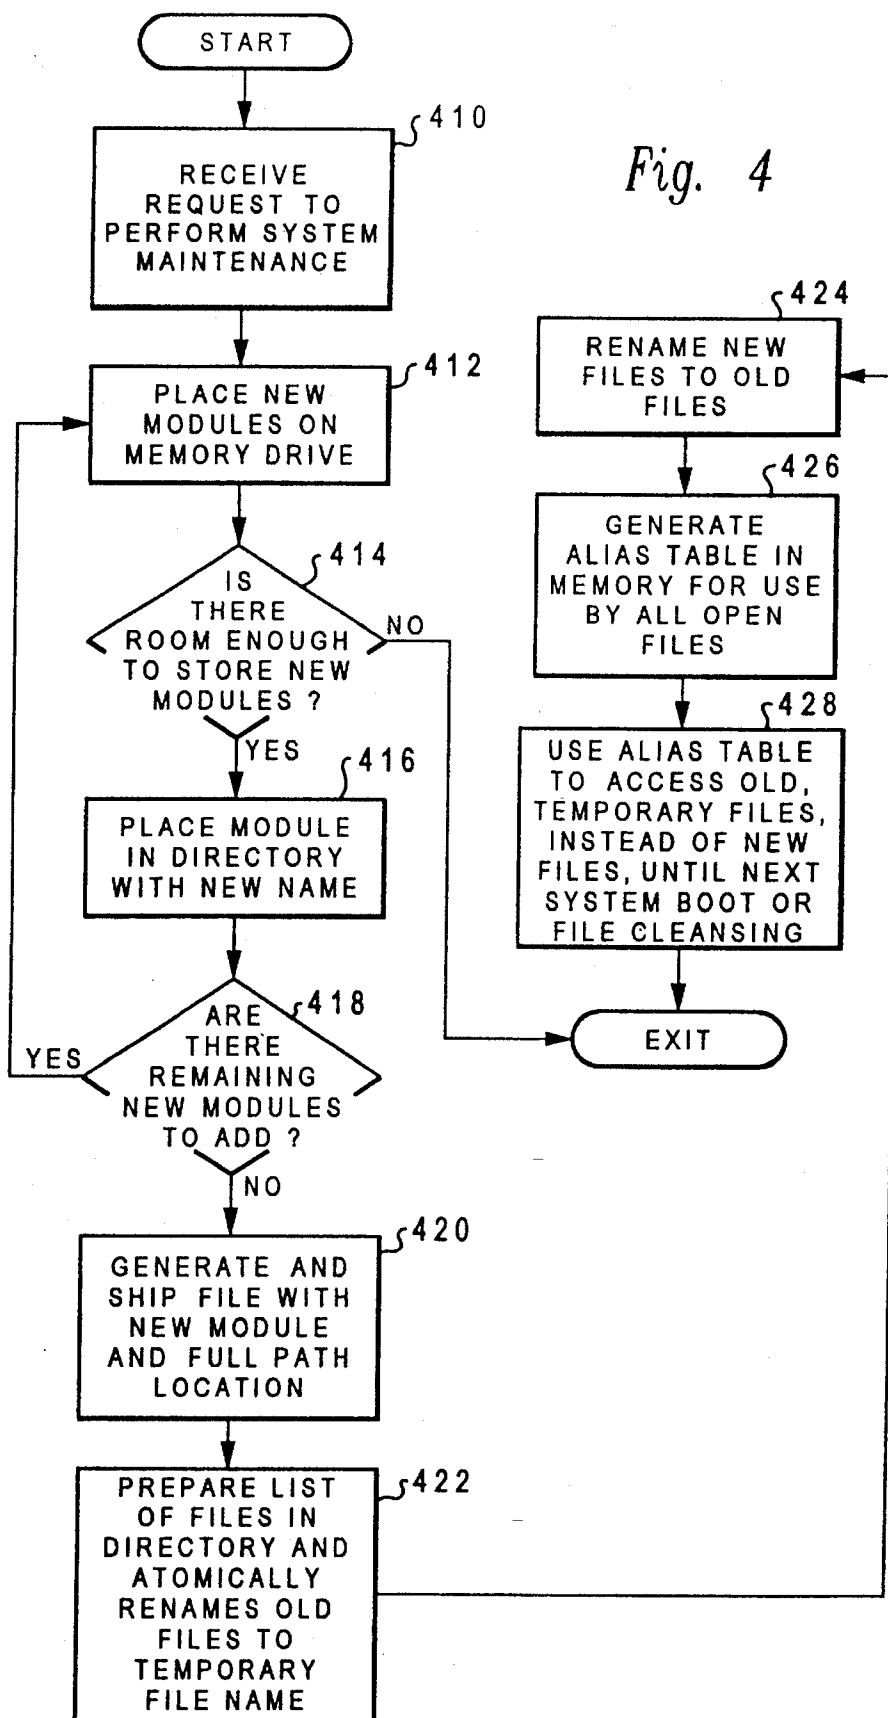 START
410
RECEIVE
REQUEST TO
PERFORM SYSTEM
MAINTENANCE
412
PLACE NEW
MODULES ON
MEMORY DRIVE
414
IS
THERE
ROOM ENOUGH
TO STORE NEW
MODULES ?
NO
YES
416
PLACE MODULE
IN DIRECTORY
WITH NEW NAME
418
ARE
THERE
REMAINING
NEW MODULES
TO ADD ?
YES
NO
420
GENERATE AND
SHIP FILE WITH
NEW MODULE
AND FULL PATH
LOCATION
422
PREPARE LIST
OF FILES IN
DIRECTORY AND
ATOMICALLY
RENAMES OLD
FILES TO
TEMPORARY
FILE NAME
Fig. 4
424
RENAME NEW
FILES TO OLD
FILES
426
GENERATE
ALIAS TABLE IN
MEMORY FOR USE
BY ALL OPEN
FILES
428
USE ALIAS TABLE
TO ACCESS OLD,
TEMPORARY FILES,
INSTEAD OF NEW
FILES, UNTIL NEXT
SYSTEM BOOT OR
FILE CLEANSING
EXIT